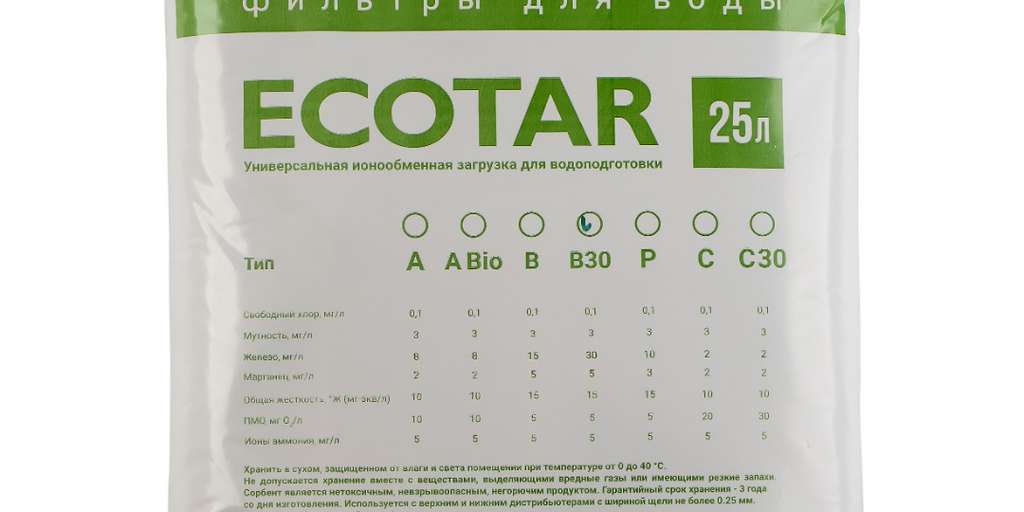 фильтры для воды
ECOTAR 25л
Универсальная ионообменная загрузка для водоподготовки
Тип A A Bio B B30 P C C30
Свободный хлор, мг/л 0,1 0,1 0,1 0,1 0,1 0,1 0,1
Мутность, мг/л 3 3 3 3 3 3 3
Железо, мг/л 8 8 15 30 10 2 2
Марганец, мг/л 2 2 5 5 3 2 2
Общая жесткость, °Ж (мг-экв/л) 10 10 15 15 15 10 10
ПМО, мг О₂/л 10 10 5 5 5 20 30
Ионы аммония, мг/л 5 5 5 5 5 5 5
Хранить в сухом, защищенном от влаги и света помещении при температуре от 0 до 40 °С.
Не допускается хранение вместе с веществами, выделяющими вредные газы или имеющими резкие запахи.
Сорбент является нетоксичным, невзрывоопасным, негорючим продуктом. Гарантийный срок хранения - 3 года
со дня изготовления. Используется с верхним и нижним дистрибьютерами с шириной щели не более 0.25 мм.